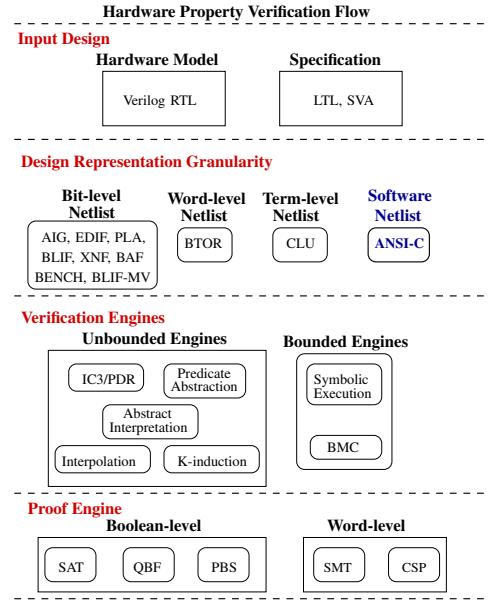 Hardware Property Verification Flow
Input Design
Hardware Model
Specification
Verilog RTL
LTL, SVA
Design Representation Granularity
Bit-level
Netlist
Word-level
Netlist
Term-level
Netlist
Software
Netlist
AIG, EDIF, PLA,
BLIF, XNF, BAF
BENCH, BLIF-MV
BTOR
CLU
ANSI-C
Verification Engines
Unbounded Engines
Bounded Engines
IC3/PDR
Predicate
Abstraction
Abstract
Interpretation
Interpolation
K-induction
Symbolic
Execution
BMC
Proof Engine
Boolean-level
Word-level
SAT
QBF
PBS
SMT
CSP